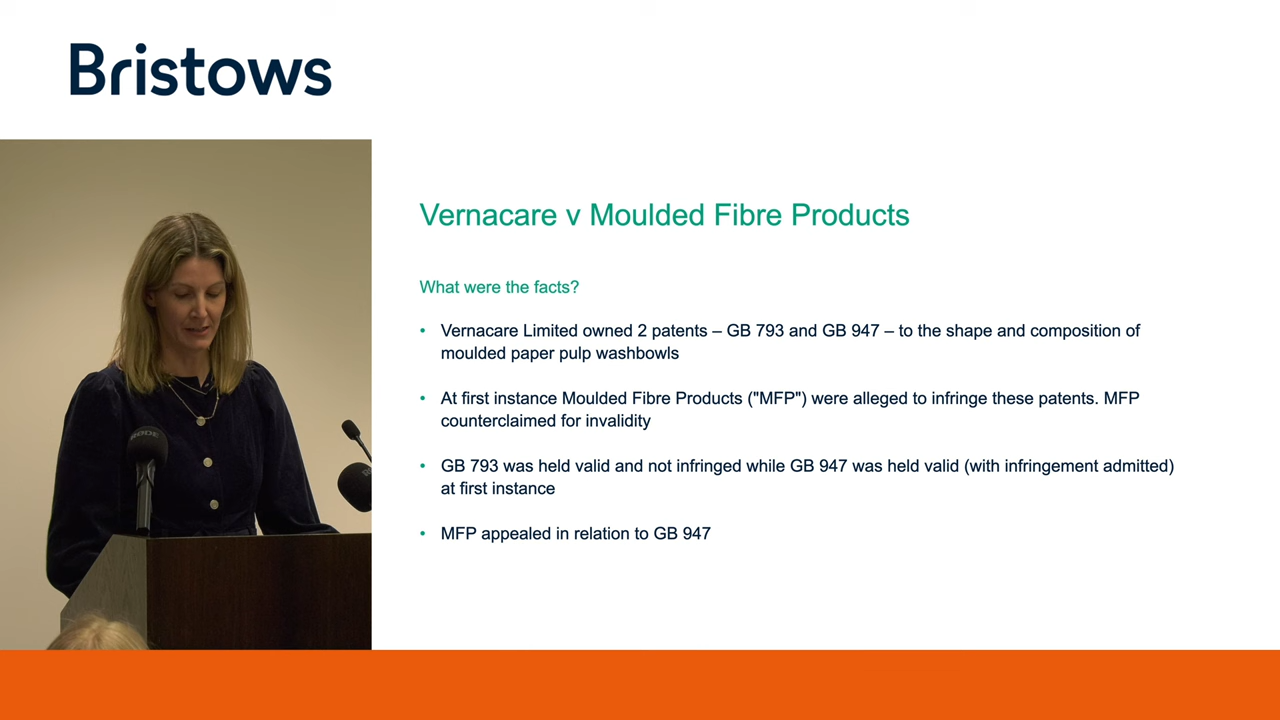 Bristows
Vernacare v Moulded Fibre Products
What were the facts?
• Vernacare Limited owned 2 patents – GB 793 and GB 947 – to the shape and composition of
moulded paper pulp washbowls
• At first instance Moulded Fibre Products ("MFP") were alleged to infringe these patents. MFP
counterclaimed for invalidity
• GB 793 was held valid and not infringed while GB 947 was held valid (with infringement admitted)
at first instance
• MFP appealed in relation to GB 947
RODE